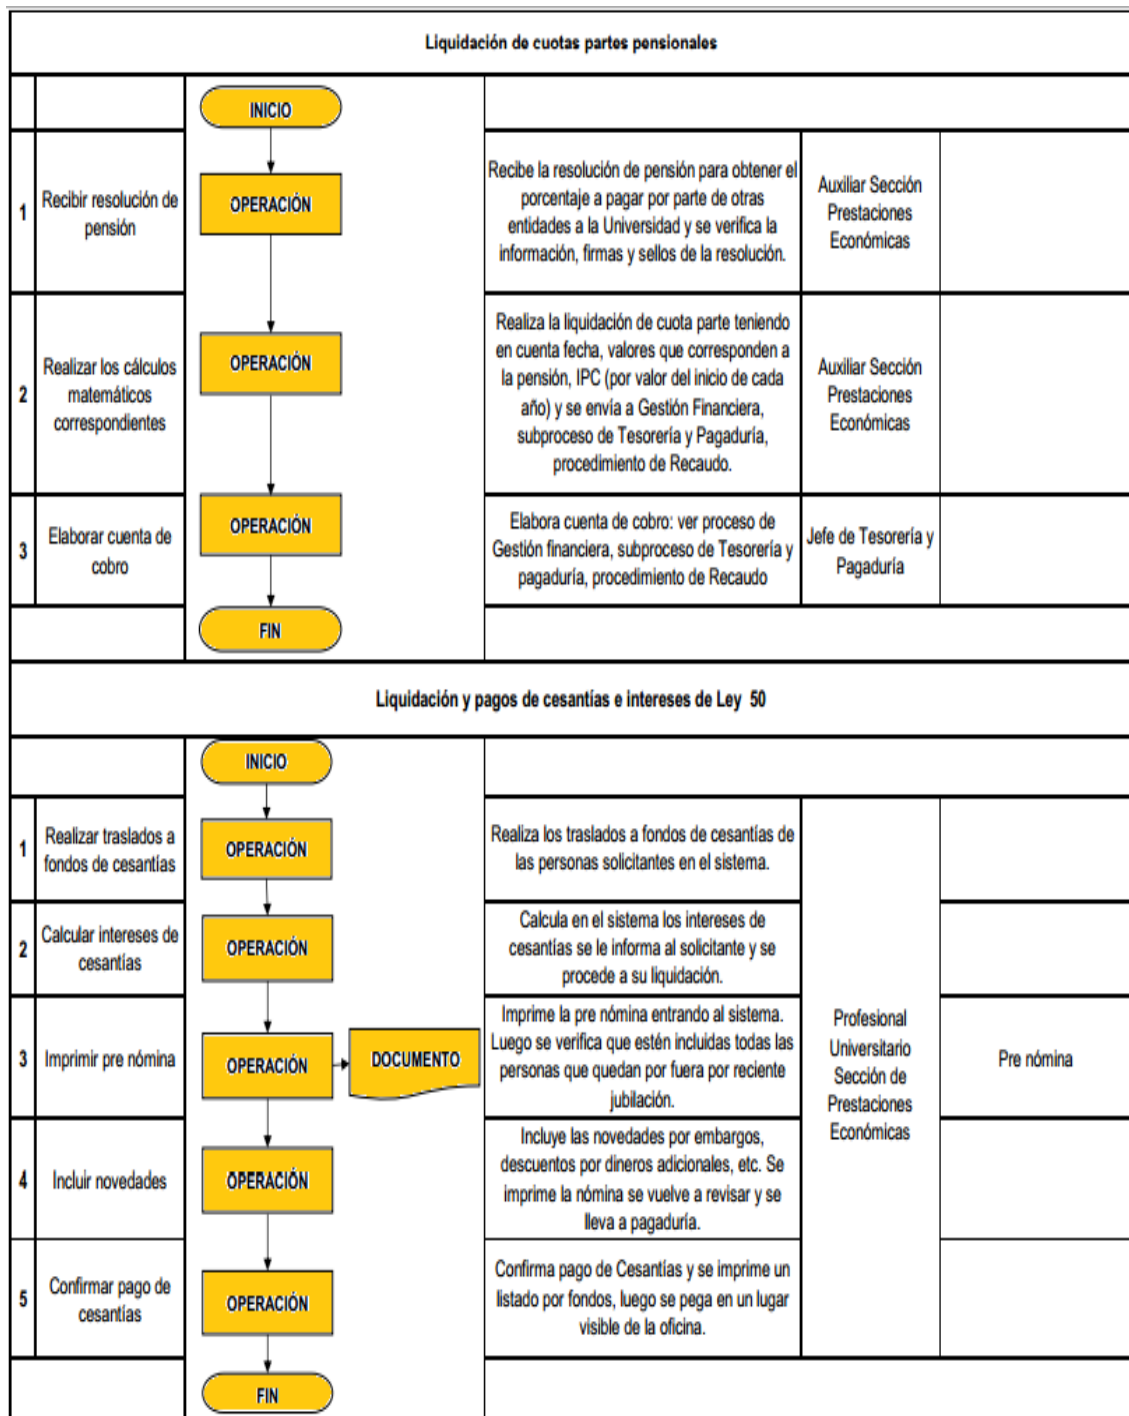 Liquidación de cuotas partes pensionales
INICIO
1
Recibir resolución de
pensión
OPERACIÓN
Recibe la resolución de pensión para obtener el
porcentaje a pagar por parte de otras
entidades a la Universidad y se verifica la
información, firmas y sellos de la resolución.
Auxiliar Sección
Prestaciones
Económicas
2
Realizar los cálculos
matemáticos
correspondientes
OPERACIÓN
Realiza la liquidación de cuota parte teniendo
en cuenta fecha, valores que corresponden a
la pensión, IPC (por valor del inicio de cada
año) y se envía a Gestión Financiera,
subproceso de Tesorería y Pagaduría,
procedimiento de Recaudo.
Auxiliar Sección
Prestaciones
Económicas
3
Elaborar cuenta de
cobro
OPERACIÓN
Elabora cuenta de cobro: ver proceso de
Gestión financiera, subproceso de Tesorería y
pagaduría, procedimiento de Recaudo
Jefe de Tesorería y
Pagaduría
FIN
Liquidación y pagos de cesantías e intereses de Ley 50
INICIO
1
Realizar traslados a
fondos de cesantías
OPERACIÓN
Realiza los traslados a fondos de cesantías de
las personas solicitantes en el sistema.
2
Calcular intereses de
cesantías
OPERACIÓN
Calcula en el sistema los intereses de
cesantías se le informa al solicitante y se
procede a su liquidación.
3
Imprimir pre nómina
OPERACIÓN
DOCUMENTO
Imprime la pre nómina entrando al sistema.
Luego se verifica que estén incluidas todas las
personas que quedan por fuera por reciente
jubilación.
Profesional
Universitario
Sección de
Prestaciones
Económicas
Pre nómina
4
Incluir novedades
OPERACIÓN
Incluye las novedades por embargos,
descuentos por dineros adicionales, etc. Se
imprime la nómina se vuelve a revisar y se
lleva a pagaduría.
5
Confirmar pago de
cesantías
OPERACIÓN
Confirma pago de Cesantías y se imprime un
listado por fondos, luego se pega en un lugar
visible de la oficina.
FIN